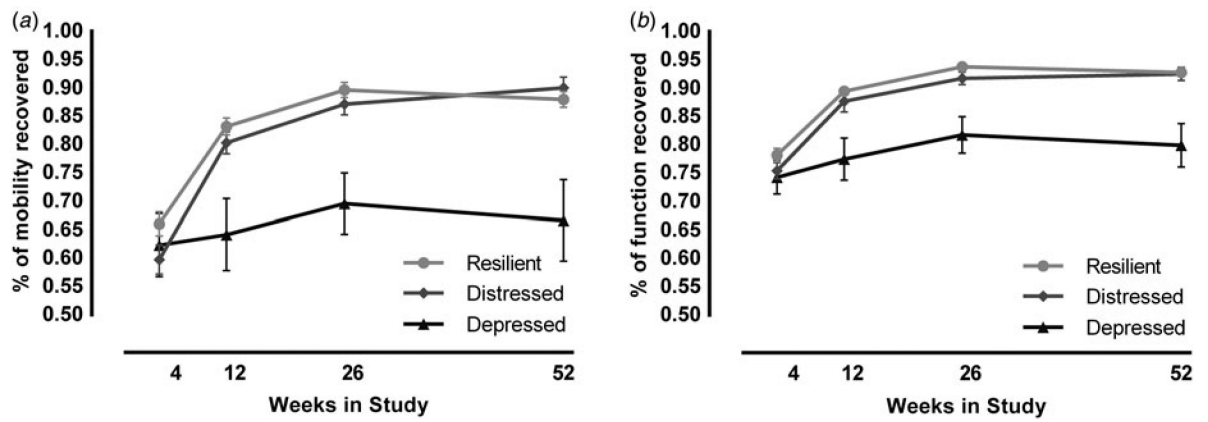 (a)
% of mobility recovered
1.00
0.95
0.90
0.85
0.80
0.75
0.70
0.65
0.60
0.55
0.50
Resilient
Distressed
Depressed
4 12 26 52
Weeks in Study
(b)
% of function recovered
1.00
0.95
0.90
0.85
0.80
0.75
0.70
0.65
0.60
0.55
0.50
Resilient
Distressed
Depressed
4 12 26 52
Weeks in Study